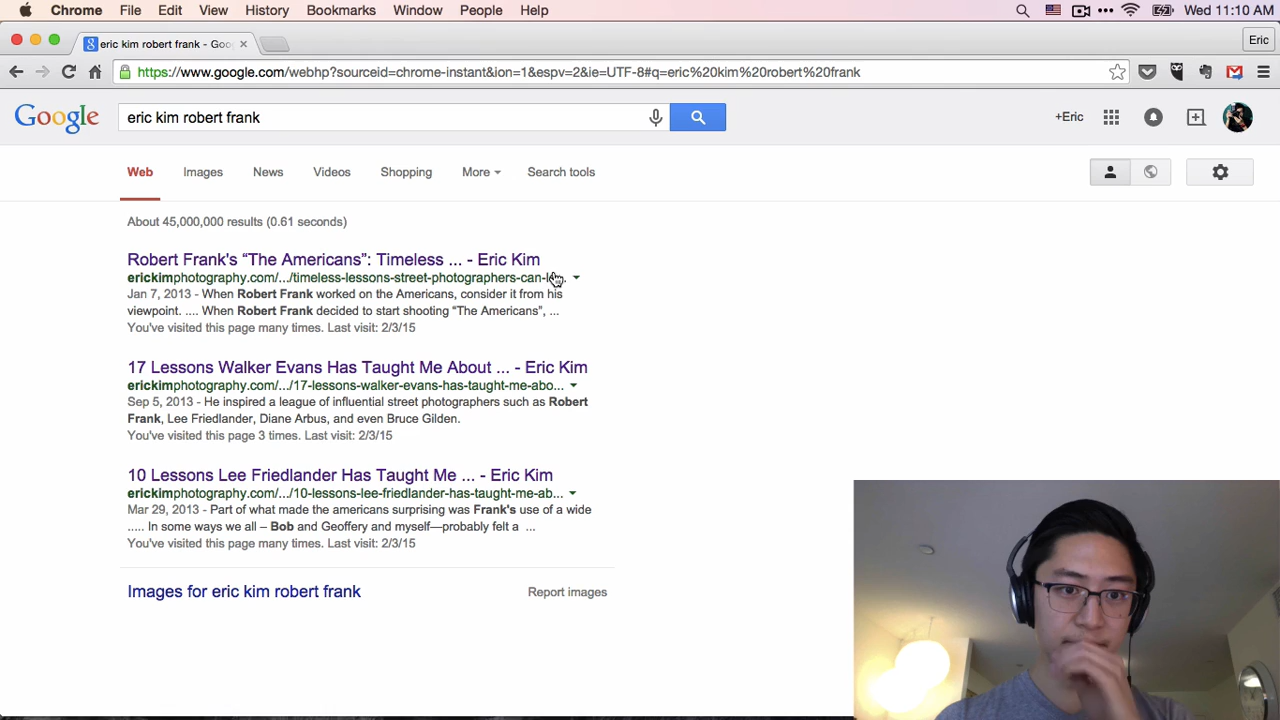 Chrome File Edit View History Bookmarks Window People Help Wed 11:10 AM
eric kim robert frank - Goo Eric
https://www.google.com/webhp?sourceid=chrome-instant&ion=1&espv=2&ie=UTF-8#q=eric%20kim%20robert%20frank
Google eric kim robert frank +Eric
Web Images News Videos Shopping More Search tools
About 45,000,000 results (0.61 seconds)
Robert Frank's “The Americans”: Timeless ... - Eric Kim
erickimphotography.com/.../timeless-lessons-street-photographers-can-
Jan 7, 2013 - When Robert Frank worked on the Americans, consider it from his
viewpoint. .... When Robert Frank decided to start shooting “The Americans”, ...
You've visited this page many times. Last visit: 2/3/15
17 Lessons Walker Evans Has Taught Me About ... - Eric Kim
erickimphotography.com/.../17-lessons-walker-evans-has-taught-me-abo...
Sep 5, 2013 - He inspired a league of influential street photographers such as Robert
Frank, Lee Friedlander, Diane Arbus, and even Bruce Gilden.
You've visited this page 3 times. Last visit: 2/3/15
10 Lessons Lee Friedlander Has Taught Me ... - Eric Kim
erickimphotography.com/.../10-lessons-lee-friedlander-has-taught-me-ab...
Mar 29, 2013 - Part of what made the americans surprising was Frank's use of a wide
..... In some ways we all – Bob and Geoffery and myself—probably felt a ...
You've visited this page many times. Last visit: 2/3/15
Images for eric kim robert frank Report images